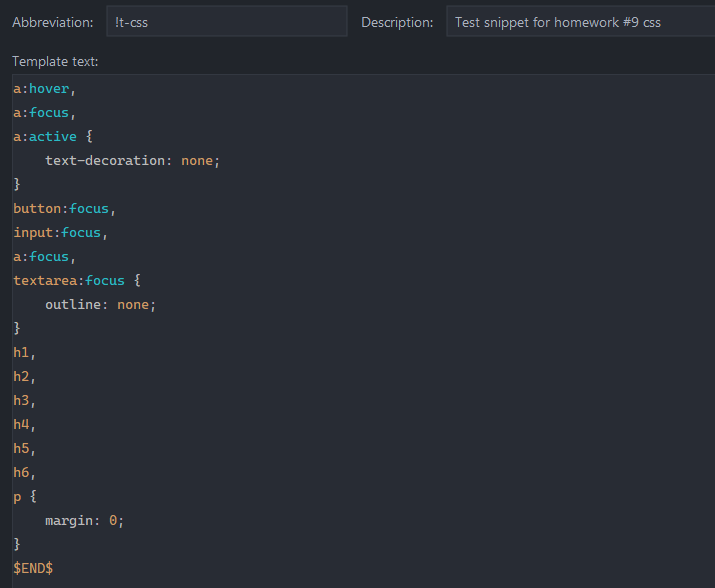 Abbreviation: !t-css Description: Test snippet for homework #9 css
Template text:
a:hover,
a:focus,
a:active {
    text-decoration: none;
}
button:focus,
input:focus,
a:focus,
textarea:focus {
    outline: none;
}
h1,
h2,
h3,
h4,
h5,
h6,
p {
    margin: 0;
}
$END$